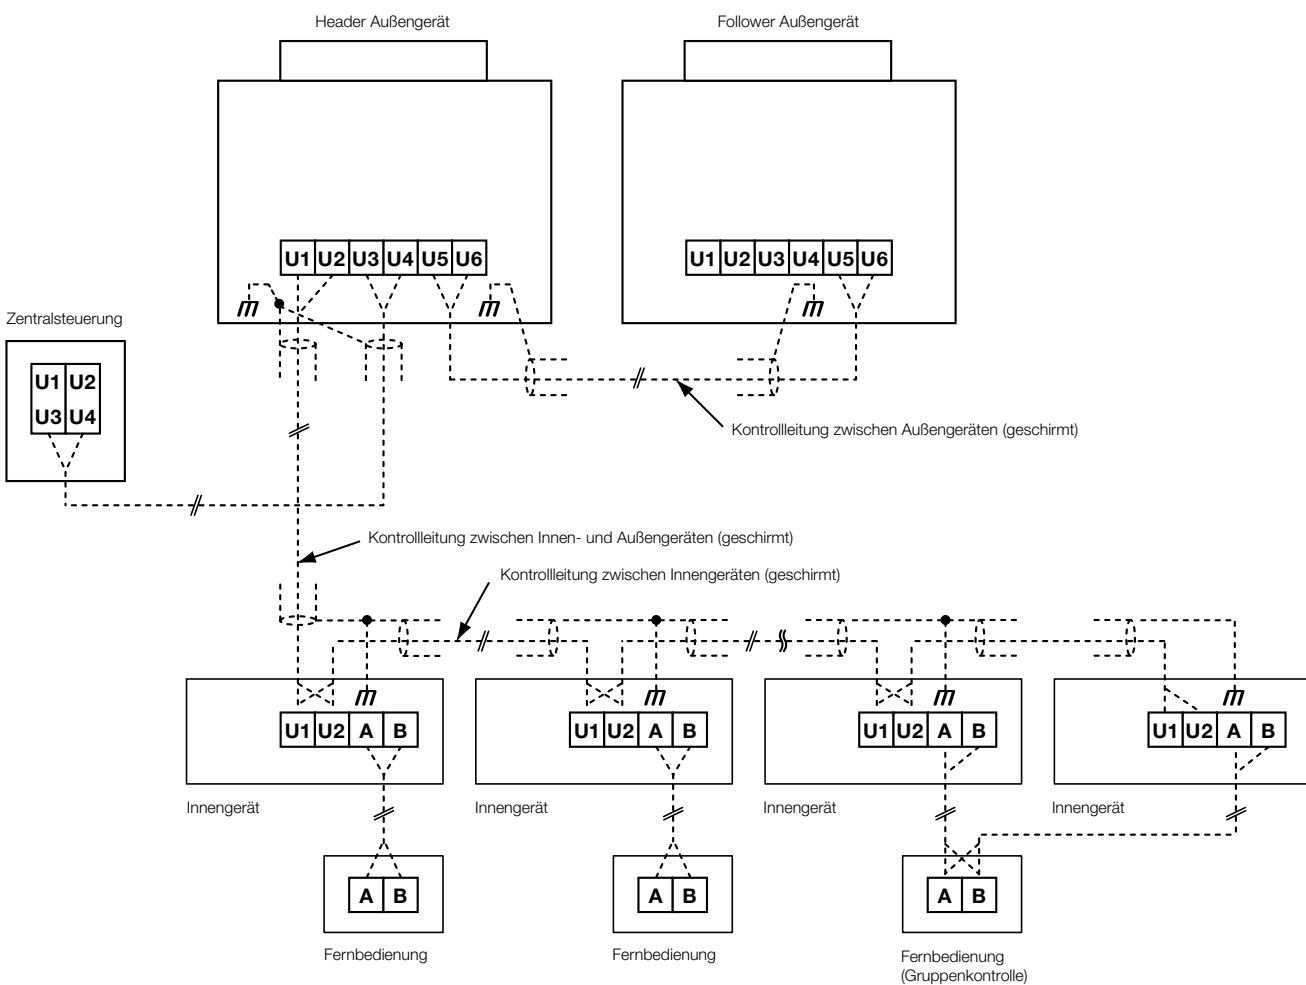 Header Außengerät
Follower Außengerät
U1 U2 U3 U4 U5 U6
U1 U2 U3 U4 U5 U6
Zentralsteuerung
U1 U2
U3 U4
Kontrollleitung zwischen Außengeräten (geschirmt)
Kontrollleitung zwischen Innen- und Außengeräten (geschirmt)
Kontrollleitung zwischen Innengeräten (geschirmt)
U1 U2 A B
U1 U2 A B
U1 U2 A B
U1 U2 A B
Innengerät
Innengerät
Innengerät
Innengerät
A B
A B
A B
Fernbedienung
Fernbedienung
Fernbedienung
(Gruppenkontrolle)